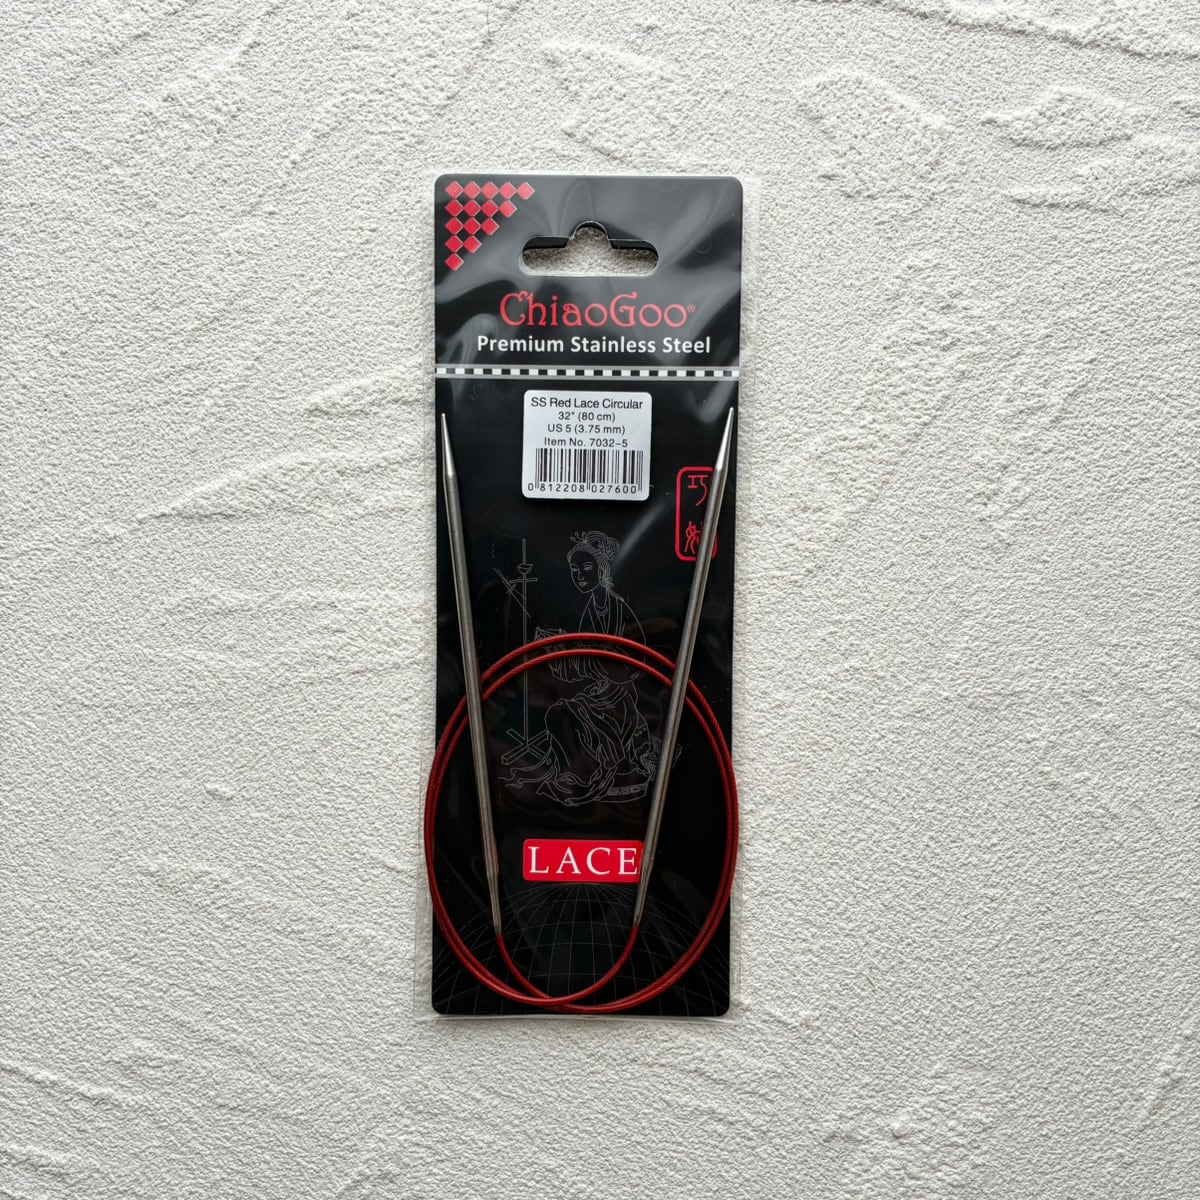 ChiaoGoo®
Premium Stainless Steel
SS Red Lace Circular
32" (80 cm)
US 5 (3.75 mm)
Item No. 7032-5
0 812208 027600
巧
LACE